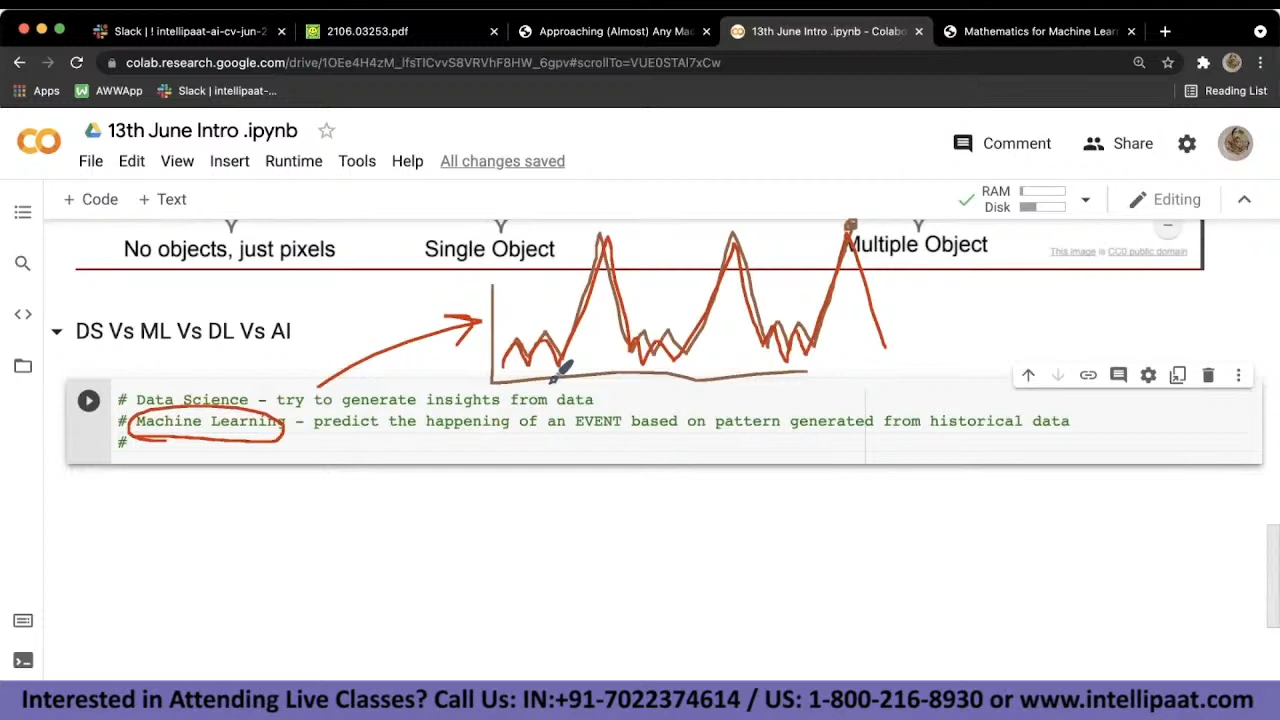 Slack | ! intellipaat-ai-cv-jun-2
2106.03253.pdf
Approaching (Almost) Any Ma
13th June Intro .ipynb - Colabo
Mathematics for Machine Lear
colab.research.google.com/drive/1OEe4H4zM_lfsTICvvS8VRVhF8HW_6gpv#scrollTo=VUE0STAl7xCw
Apps
AWWApp
Slack | intellipaat-...
Reading List
13th June Intro .ipynb
Comment
Share
File Edit View Insert Runtime Tools Help All changes saved
+ Code + Text
RAM
Disk
Editing
No objects, just pixels
Single Object
Multiple Object
This image is CC0 public domain
DS Vs ML Vs DL Vs AI
# Data Science - try to generate insights from data
# Machine Learning - predict the happening of an EVENT based on pattern generated from historical data
#
Interested in Attending Live Classes? Call Us: IN:+91-7022374614 / US: 1-800-216-8930 or www.intellipaat.com